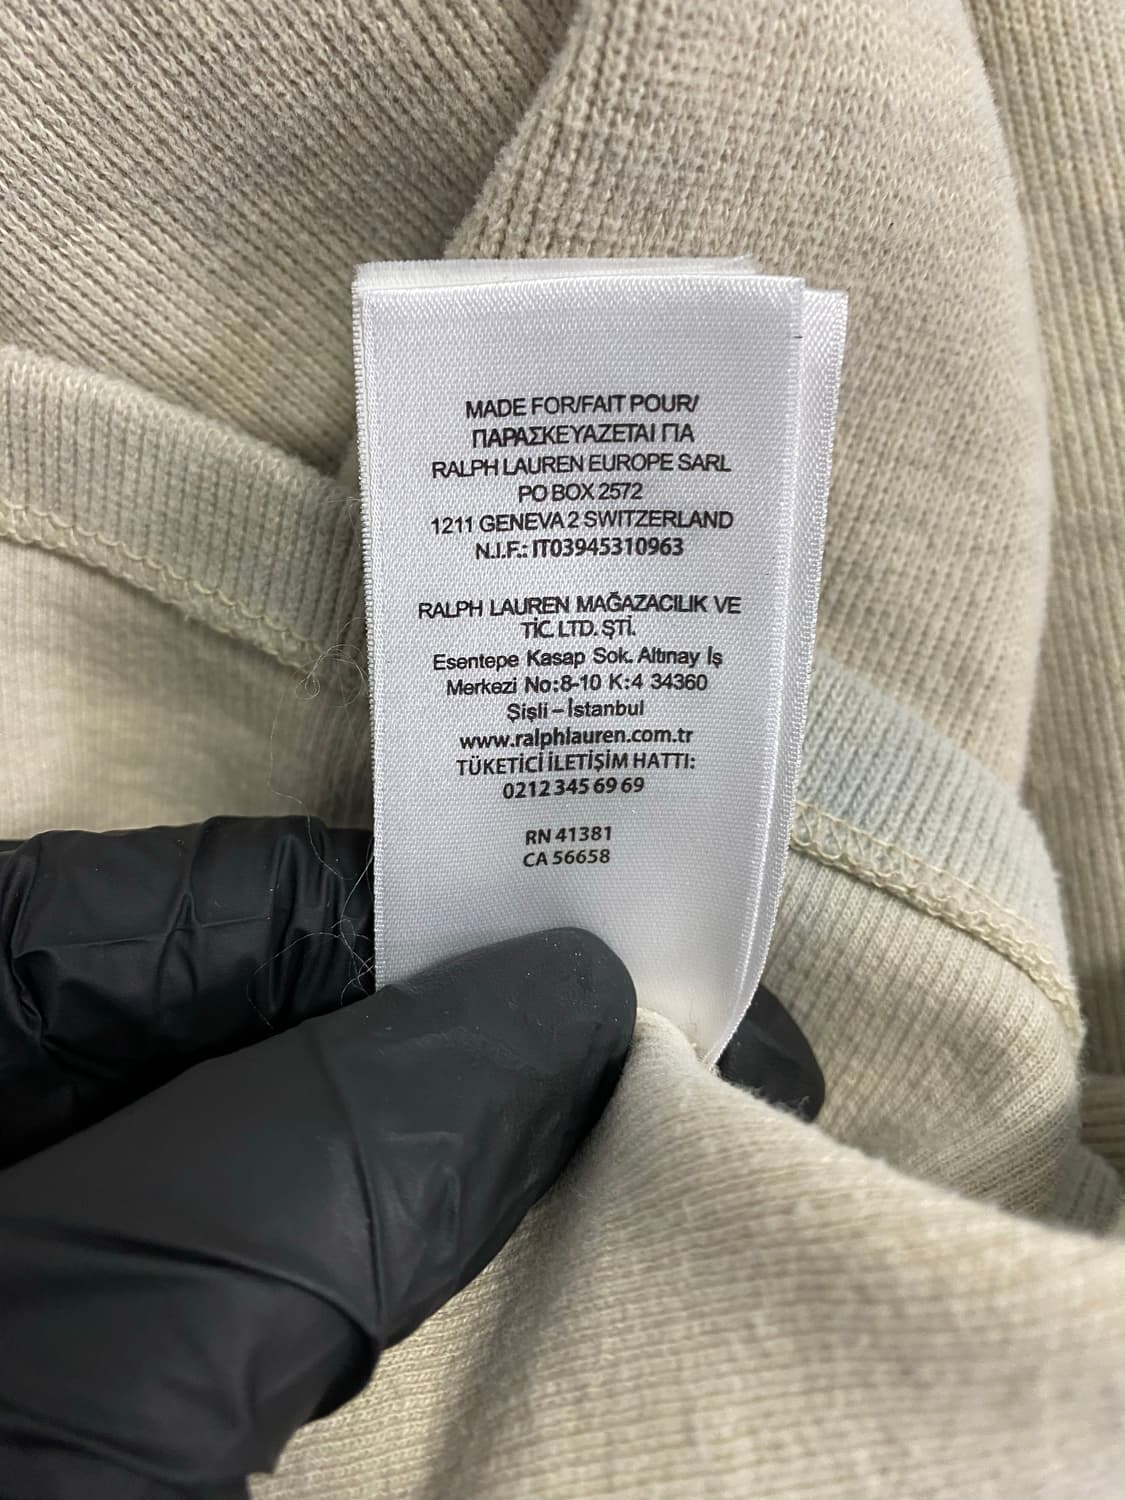 MADE FOR/FAIT POUR/
ΠΑΡΑΣΚΕΥΑΖΕΤΑΙ ΓΙΑ
RALPH LAUREN EUROPE SARL
PO BOX 2572
1211 GENEVA 2 SWITZERLAND
N.I.F.: IT03945310963
RALPH LAUREN MAĞAZACILIK VE
TİC. LTD. ŞTİ.
Esentepe Kasap Sok. Altınay İş
Merkezi No:8-10 K:4 34360
Şişli – İstanbul
www.ralphlauren.com.tr
TÜKETİCİ İLETİŞİM HATTI:
0212 345 69 69
RN 41381
CA 56658